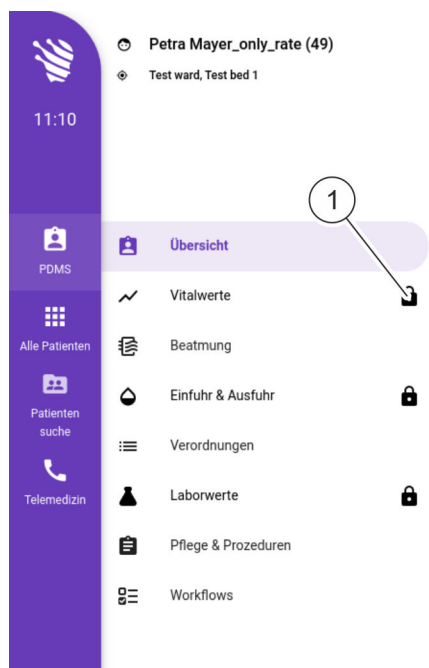 Petra Mayer_only_rate (49)
Test ward, Test bed 1
11:10
1
PDMS
Alle Patienten
Patienten
suche
Telemedizin
Übersicht
Vitalwerte
Beatmung
Einfuhr & Ausfuhr
Verordnungen
Laborwerte
Pflege & Prozeduren
Workflows